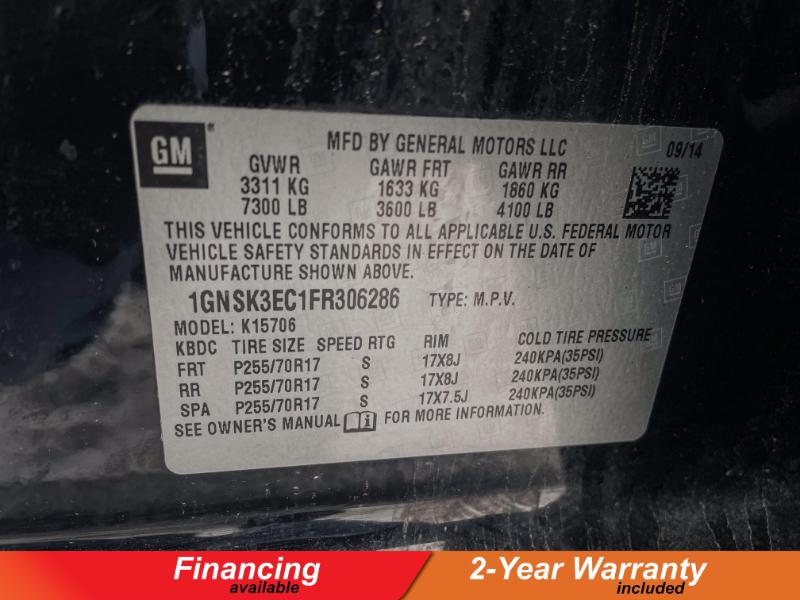 GM ®
MFD BY GENERAL MOTORS LLC 09/14
GVWR GAWR FRT GAWR RR
3311 KG 1633 KG 1860 KG
7300 LB 3600 LB 4100 LB
THIS VEHICLE CONFORMS TO ALL APPLICABLE U.S. FEDERAL MOTOR
VEHICLE SAFETY STANDARDS IN EFFECT ON THE DATE OF
MANUFACTURE SHOWN ABOVE.
1GNSK3EC1FR306286 TYPE: M.P.V.
MODEL: K15706
KBDC TIRE SIZE SPEED RTG RIM COLD TIRE PRESSURE
FRT P255/70R17 S 17X8J 240KPA(35PSI)
RR P255/70R17 S 17X8J 240KPA(35PSI)
SPA P255/70R17 S 17X7.5J 240KPA(35PSI)
SEE OWNER'S MANUAL FOR MORE INFORMATION.
Financing 2-Year Warranty
available included